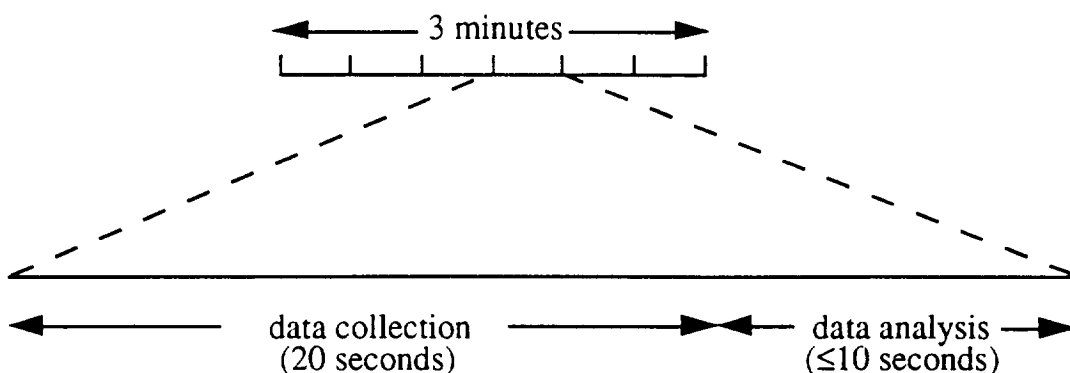 3 minutes
data collection
(20 seconds)
data analysis
(≤10 seconds)